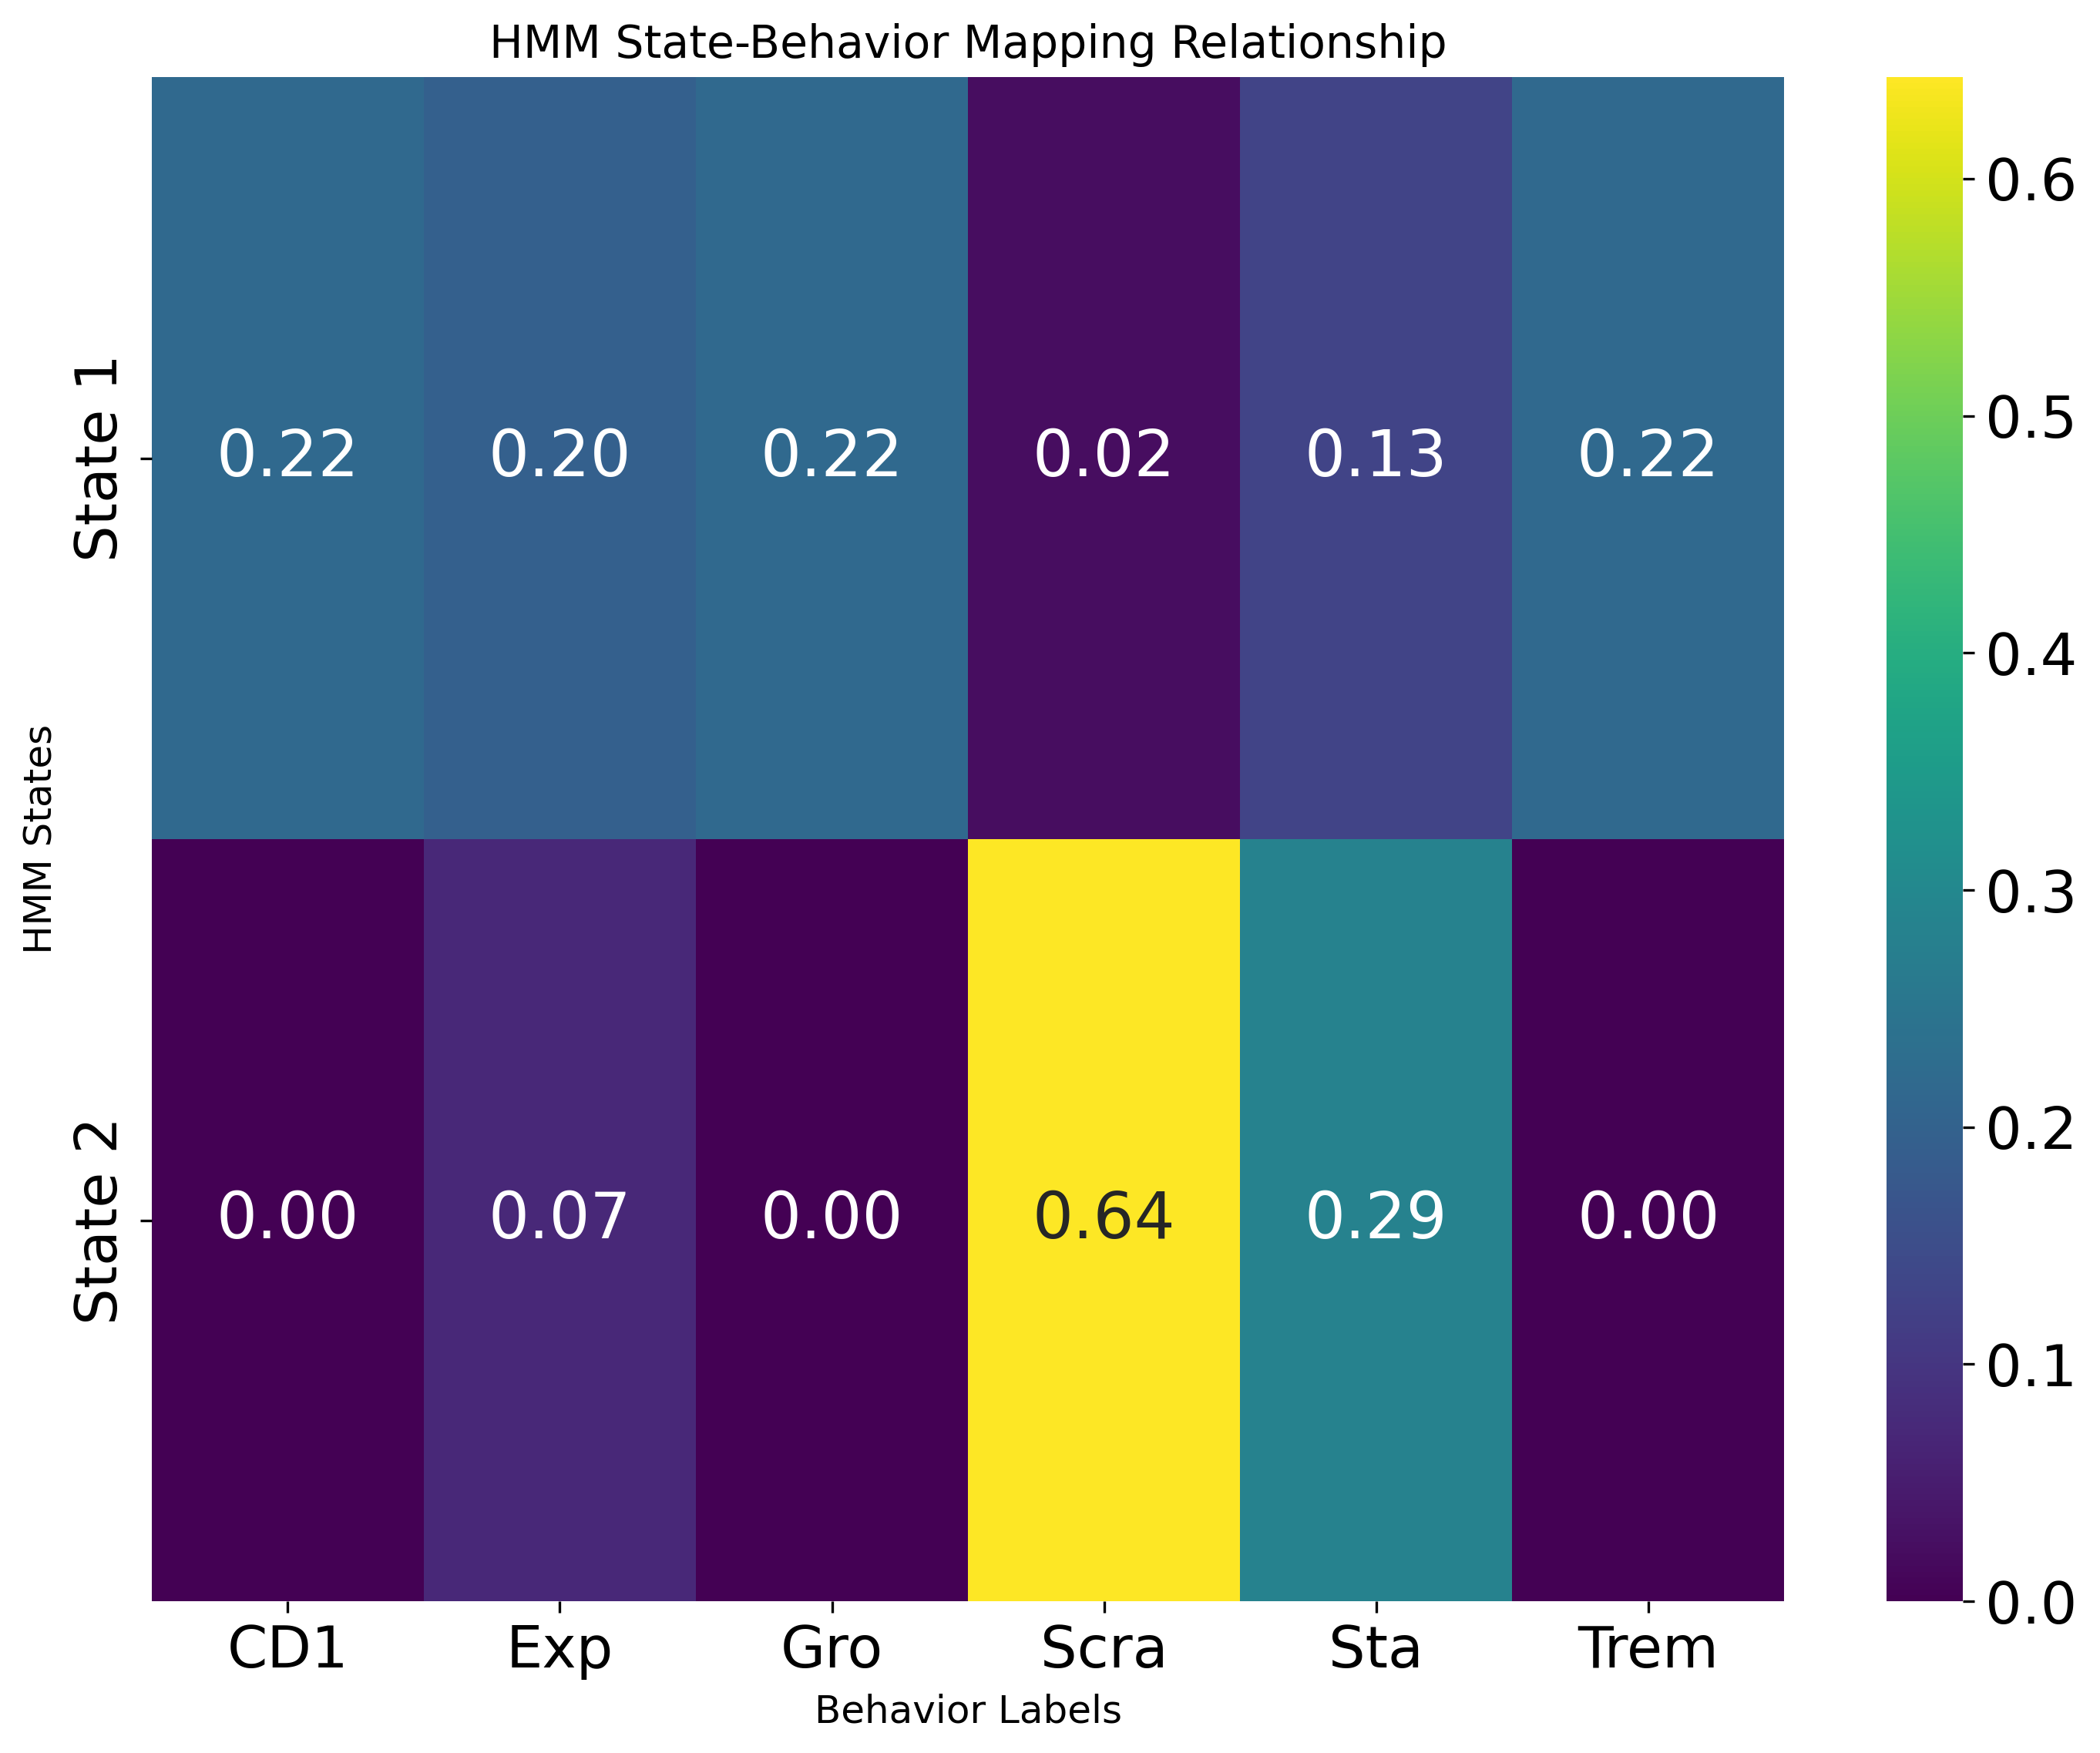 HMM State-Behavior Mapping Relationship
HMM States
State 1
0.22 0.20 0.22 0.02 0.13 0.22
State 2
0.00 0.07 0.00 0.64 0.29 0.00
CD1 Exp Gro Scra Sta Trem
Behavior Labels
0.6
0.5
0.4
0.3
0.2
0.1
0.0